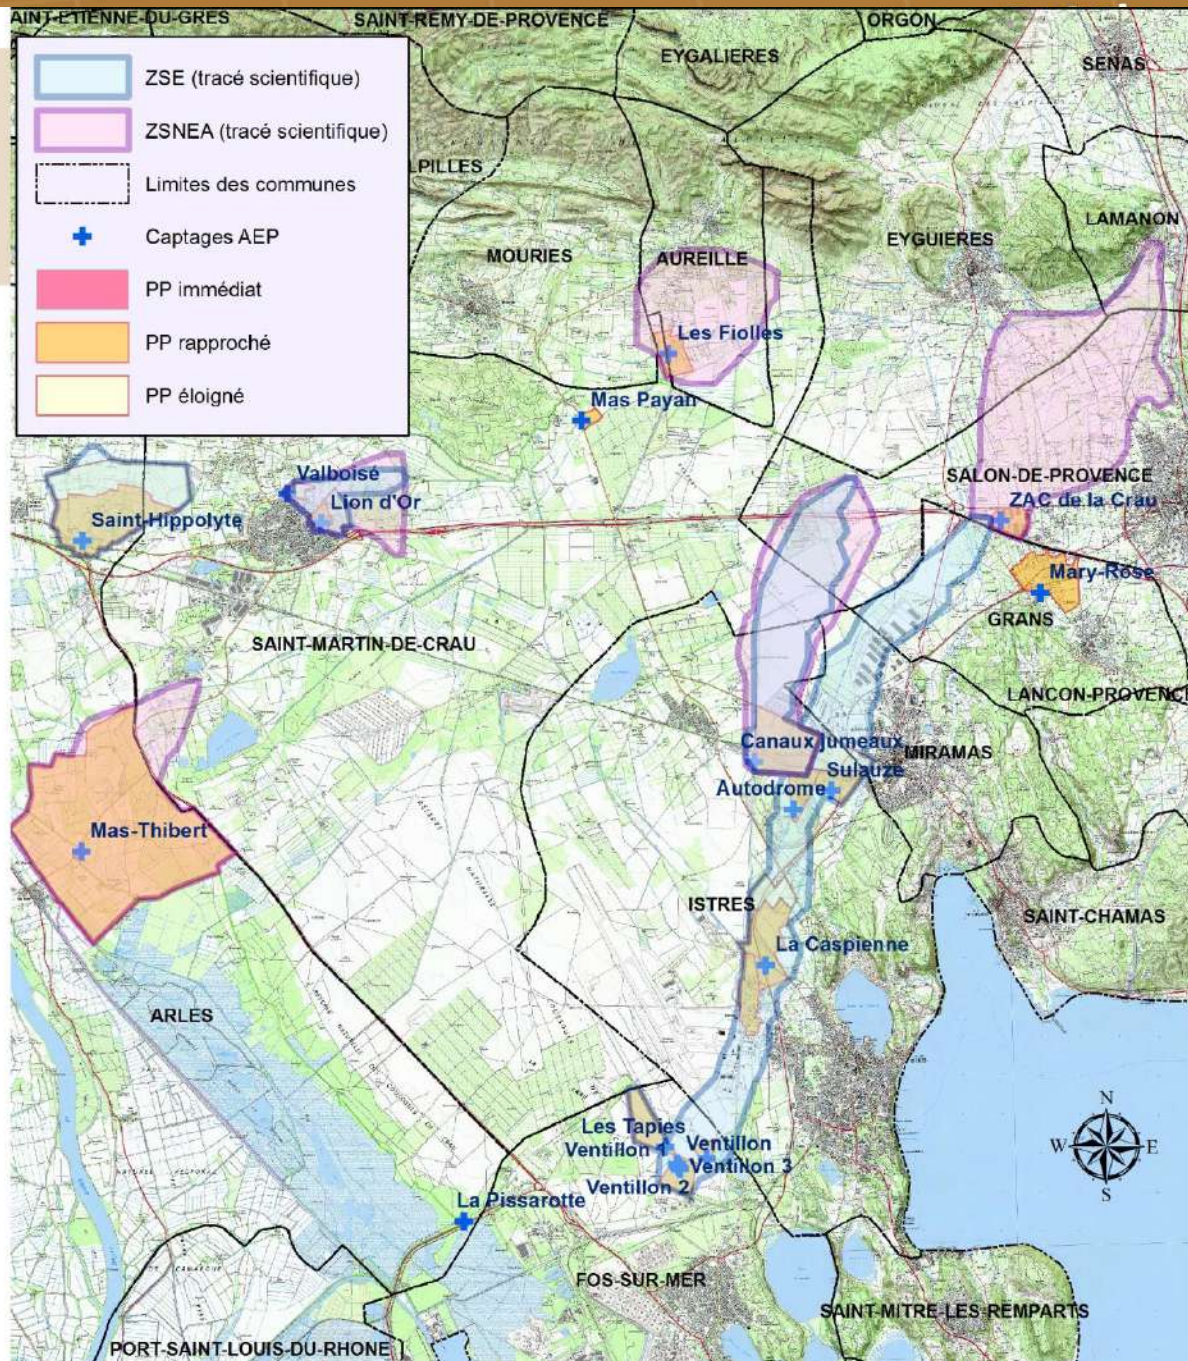 AINT-ETIENNE-DU-GRES
SAINT-REMY-DE-PROVENCE
ORGON
EYGALIERES
SENAS
ZSE (tracé scientifique)
ZSNEA (tracé scientifique)
Limites des communes
Captages AEP
PP immédiat
PP rapproché
PP éloigné
LPILLES
LAMANON
EYGUIERES
MOURIES
AUREILLE
Les Fiolles
Mas Payan
Valboisé
Lion d'Or
Saint-Hippolyte
SALON-DE-PROVENCE
ZAC de la Crau
Mary-Rose
GRANS
SAINT-MARTIN-DE-CRAU
LANCON-PROVENCE
Canaux Jumeaux
MIRAMAS
Sulauze
Autodrome
Mas-Thibert
ISTRES
SAINT-CHAMAS
La Caspienne
ARLES
N
W
E
S
Les Tapies
Ventillon 1
Ventillon
Ventillon 3
Ventillon 2
La Pissarotte
FOS-SUR-MER
SAINT-MITRE-LES-REMPARTS
PORT-SAINT-LOUIS-DU-RHONE